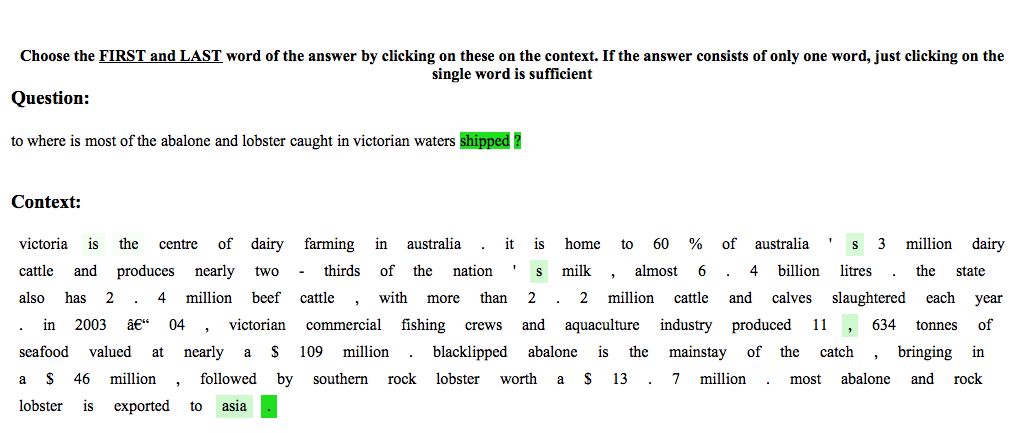 Choose the FIRST and LAST word of the answer by clicking on these on the context. If the answer consists of only one word, just clicking on the
single word is sufficient
Question:
to where is most of the abalone and lobster caught in victorian waters shipped ?
Context:
victoria is the centre of dairy farming in australia . it is home to 60 % of australia ' s 3 million dairy
cattle and produces nearly two - thirds of the nation ' s milk , almost 6 . 4 billion litres . the state
also has 2 . 4 million beef cattle , with more than 2 . 2 million cattle and calves slaughtered each year
. in 2003 â€“ 04 , victorian commercial fishing crews and aquaculture industry produced 11 , 634 tonnes of
seafood valued at nearly a $ 109 million . blacklipped abalone is the mainstay of the catch , bringing in
a $ 46 million , followed by southern rock lobster worth a $ 13 . 7 million . most abalone and rock
lobster is exported to asia .